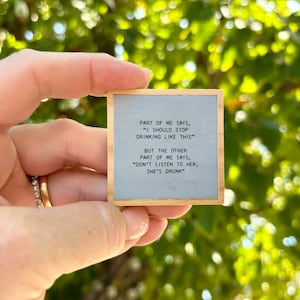 PART OF ME SAYS,
"I SHOULD STOP
DRINKING LIKE THIS"
BUT THE OTHER
PART OF ME SAYS,
"DON'T LISTEN TO HER,
SHE'S DRUNK"